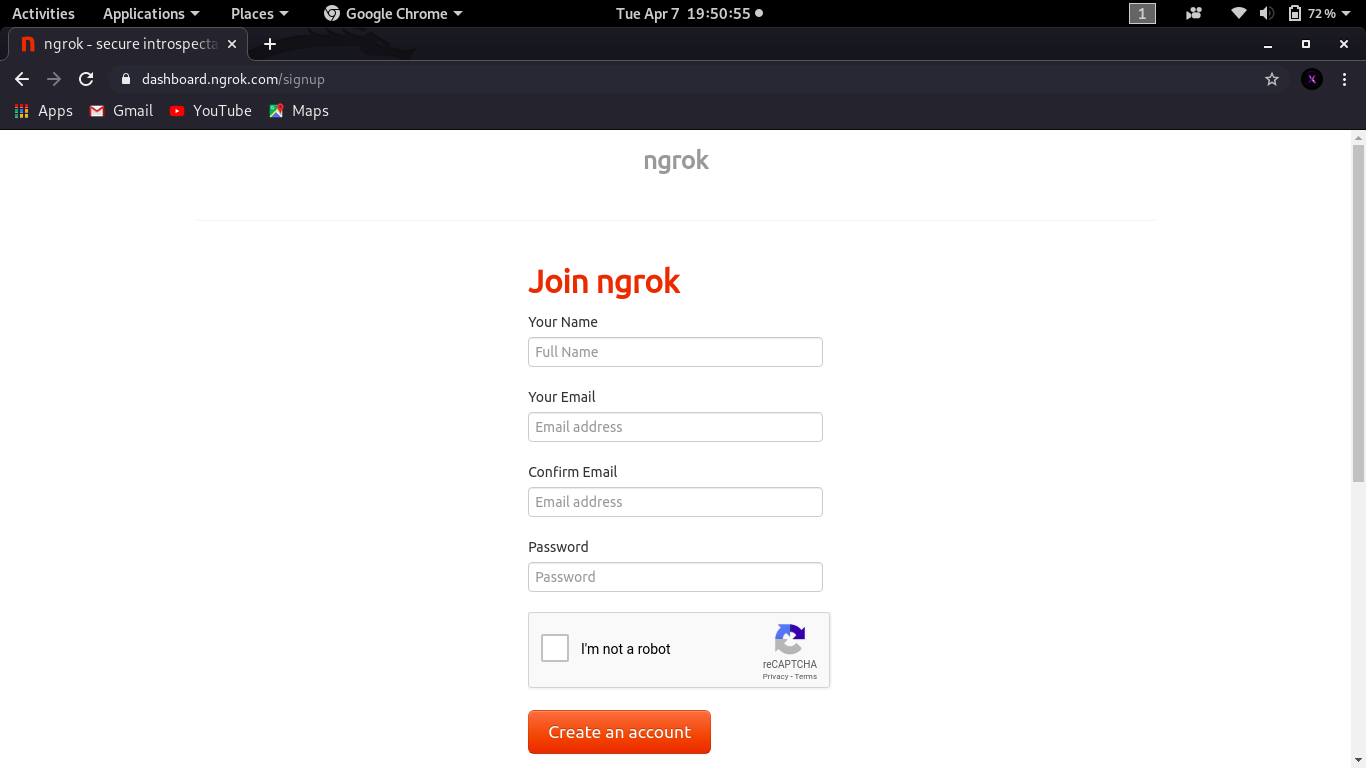 Activities Applications Places Google Chrome Tue Apr 7 19:50:55 1 72 %
ngrok - secure introspecta
dashboard.ngrok.com/signup
Apps Gmail YouTube Maps
ngrok
Join ngrok
Your Name
Full Name
Your Email
Email address
Confirm Email
Email address
Password
Password
I'm not a robot
reCAPTCHA
Privacy - Terms
Create an account